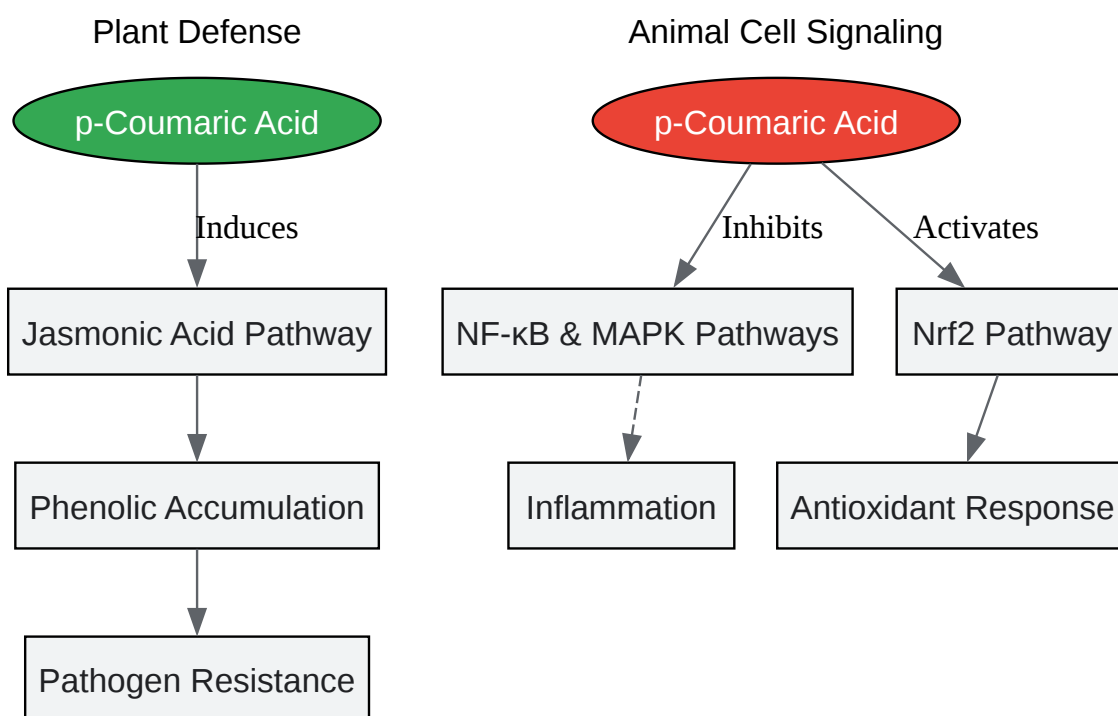 Plant Defense
p-Coumaric Acid
Induces
Jasmonic Acid Pathway
Phenolic Accumulation
Pathogen Resistance
Animal Cell Signaling
p-Coumaric Acid
Inhibits
Activates
NF-κB & MAPK Pathways
Nrf2 Pathway
Inflammation
Antioxidant Response